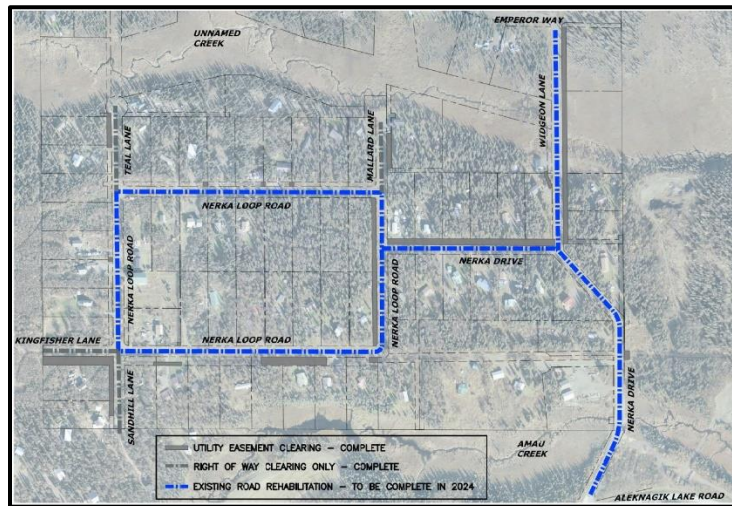 EMPEROR WAY
UNNAMED
CREEK
WIDGEON LANE
TEAL LANE
MALLARD LANE
NERKA LOOP ROAD
NERKA LOOP ROAD
NERKA LOOP ROAD
NERKA DRIVE
NERKA LOOP ROAD
KINGFISHER LANE
SANDHILL LANE
NERKA DRIVE
AMAU
CREEK
ALEKNAGIK LAKE ROAD
UTILITY EASEMENT CLEARING – COMPLETE
RIGHT OF WAY CLEARING ONLY – COMPLETE
EXISTING ROAD REHABILITATION – TO BE COMPLETE IN 2024